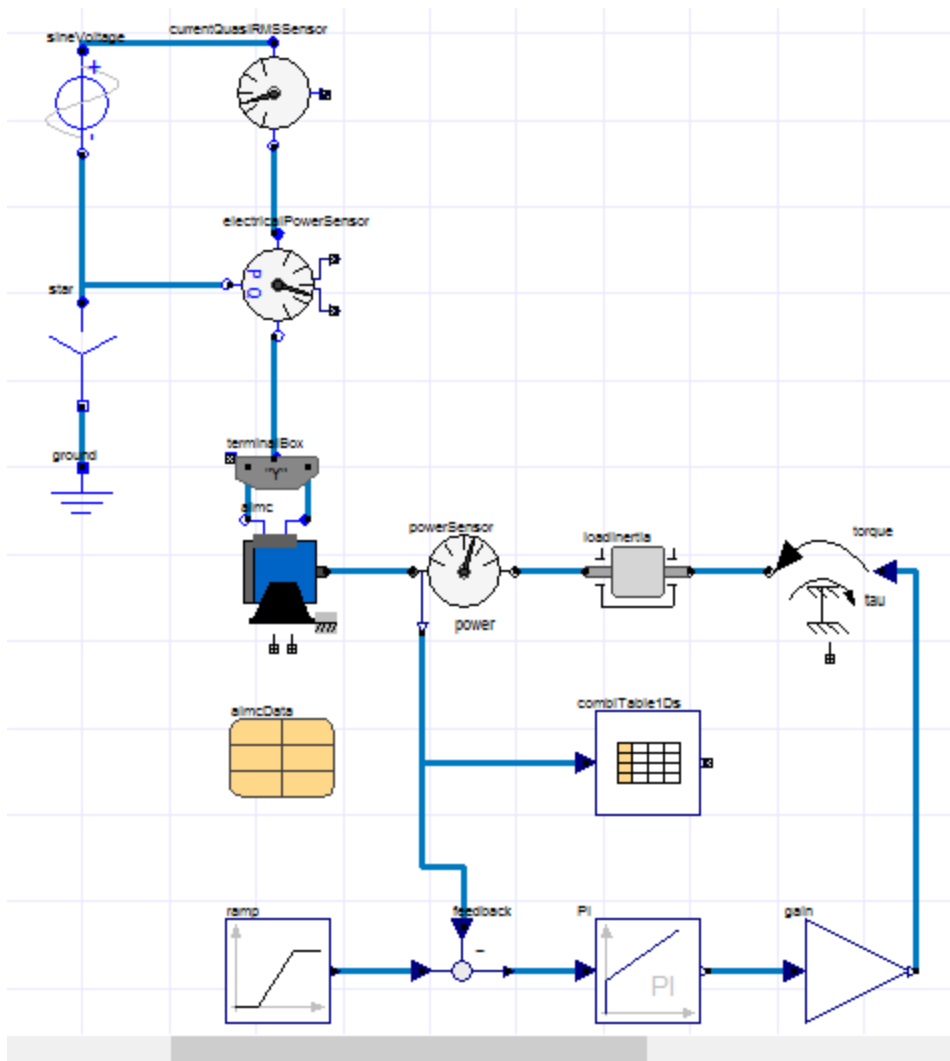 sineVoltage
currentQuasiRMSSensor
+
-
electricalPowerSensor
P Q
star
ground
terminalBox
"Y"
aimc
powerSensor
power
loadInertia
torque
tau
aimcData
combiTable1Ds
ramp
feedback
-
PI
PI
gain